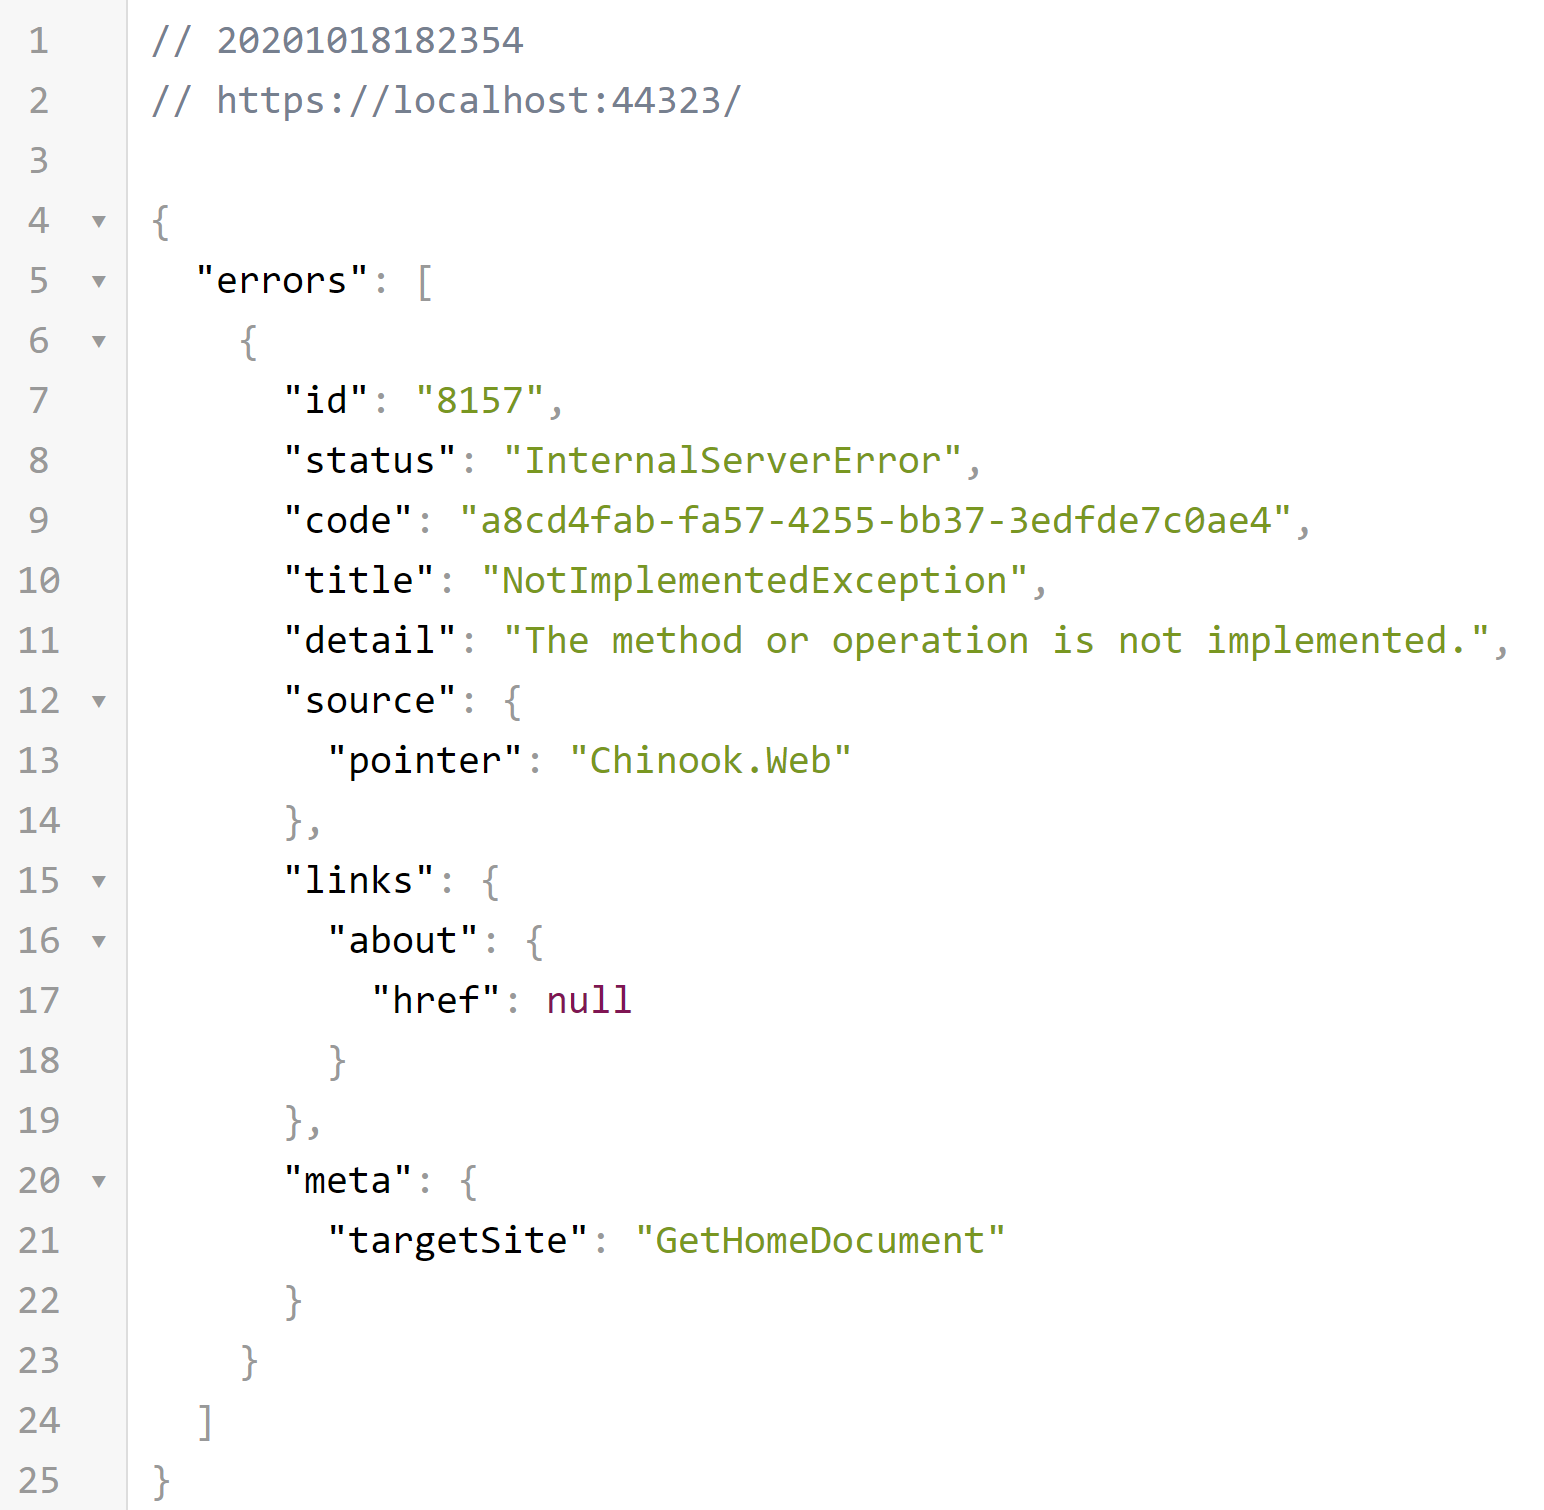 1 // 20201018182354
2 // https://localhost:44323/
3
4 ▼ {
5 ▼   "errors": [
6 ▼     {
7       "id": "8157",
8       "status": "InternalServerError",
9       "code": "a8cd4fab-fa57-4255-bb37-3edfde7c0ae4",
10       "title": "NotImplementedException",
11       "detail": "The method or operation is not implemented.",
12 ▼       "source": {
13         "pointer": "Chinook.Web"
14       },
15 ▼       "links": {
16 ▼         "about": {
17           "href": null
18         }
19       },
20 ▼       "meta": {
21         "targetSite": "GetHomeDocument"
22       }
23     }
24   ]
25 }